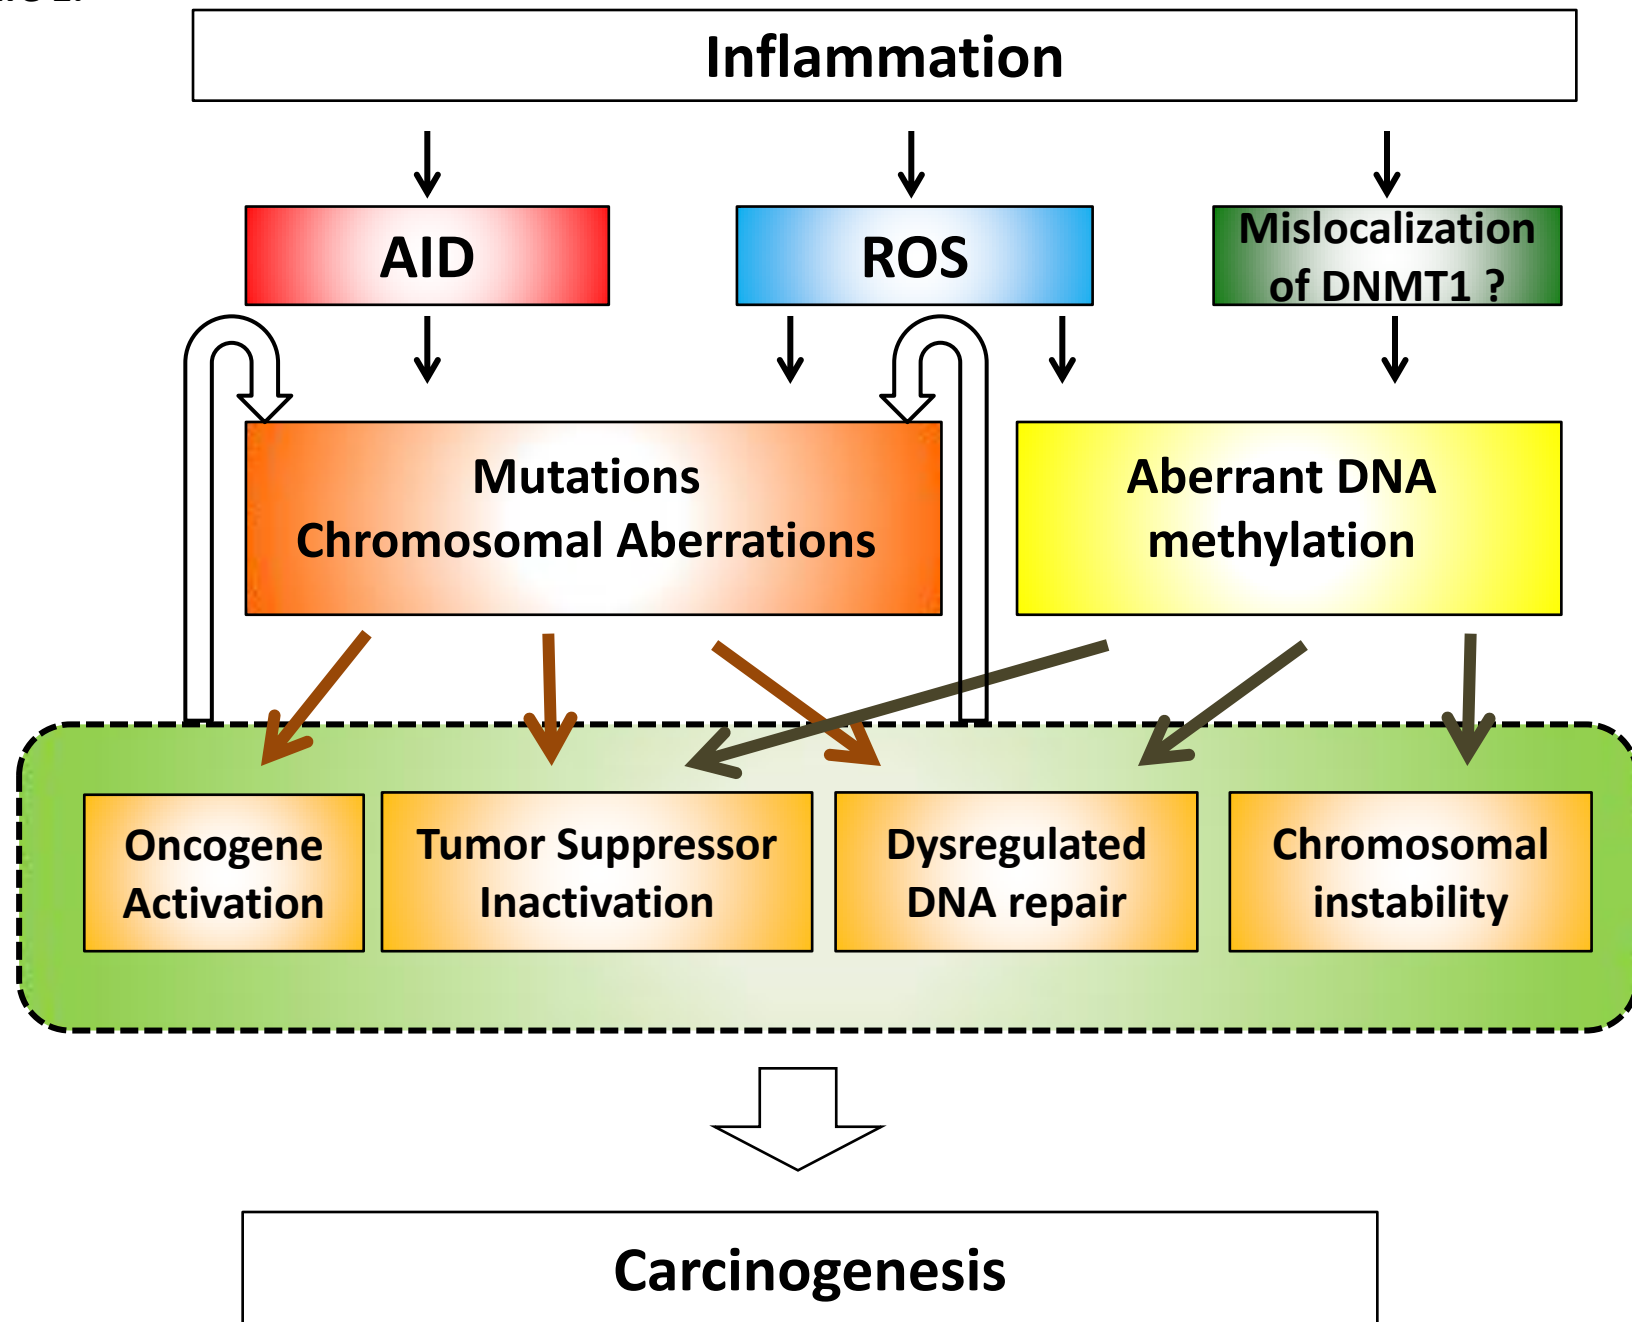 Inflammation
AID
ROS
Mislocalization
of DNMT1 ?
Mutations
Chromosomal Aberrations
Aberrant DNA
methylation
Oncogene
Activation
Tumor Suppressor
Inactivation
Dysregulated
DNA repair
Chromosomal
instability
Carcinogenesis